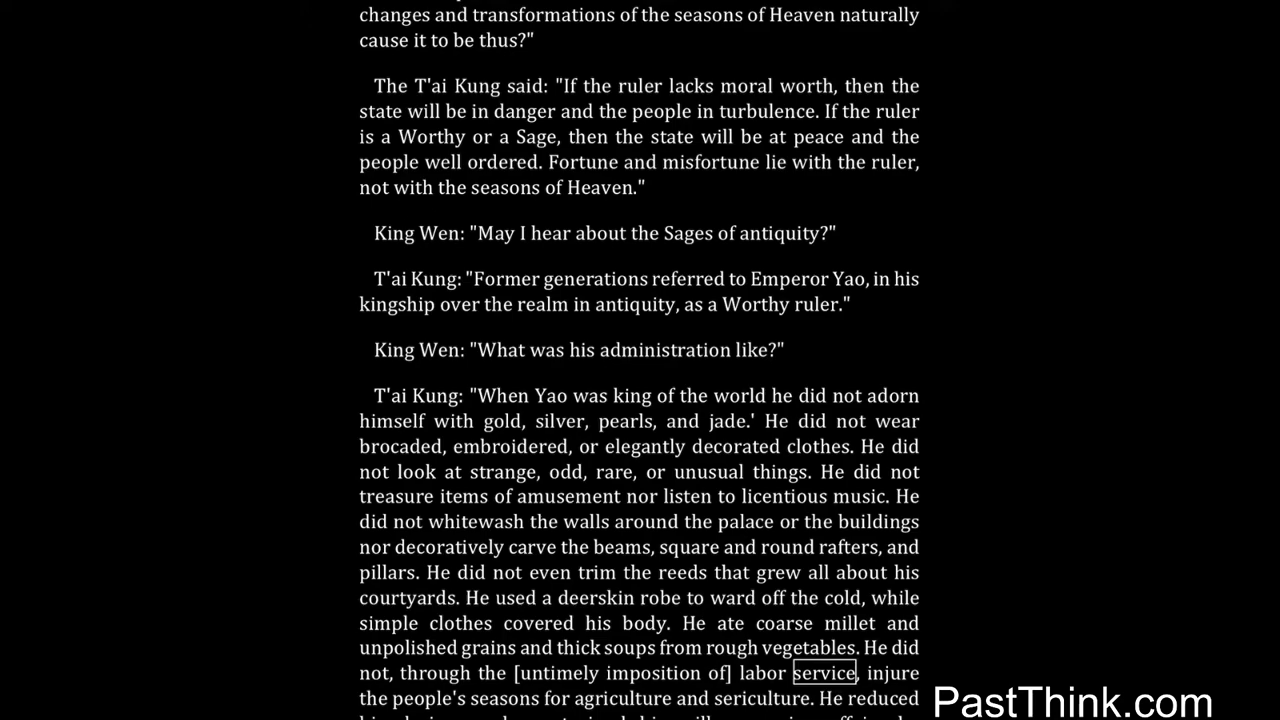 changes and transformations of the seasons of Heaven naturally
cause it to be thus?"
The T'ai Kung said: "If the ruler lacks moral worth, then the
state will be in danger and the people in turbulence. If the ruler
is a Worthy or a Sage, then the state will be at peace and the
people well ordered. Fortune and misfortune lie with the ruler,
not with the seasons of Heaven."
King Wen: "May I hear about the Sages of antiquity?"
T'ai Kung: "Former generations referred to Emperor Yao, in his
kingship over the realm in antiquity, as a Worthy ruler."
King Wen: "What was his administration like?"
T'ai Kung: "When Yao was king of the world he did not adorn
himself with gold, silver, pearls, and jade.' He did not wear
brocaded, embroidered, or elegantly decorated clothes. He did
not look at strange, odd, rare, or unusual things. He did not
treasure items of amusement nor listen to licentious music. He
did not whitewash the walls around the palace or the buildings
nor decoratively carve the beams, square and round rafters, and
pillars. He did not even trim the reeds that grew all about his
courtyards. He used a deerskin robe to ward off the cold, while
simple clothes covered his body. He ate coarse millet and
unpolished grains and thick soups from rough vegetables. He did
not, through the [untimely imposition of] labor service, injure
the people's seasons for agriculture and sericulture. He reduced
PastThink.com